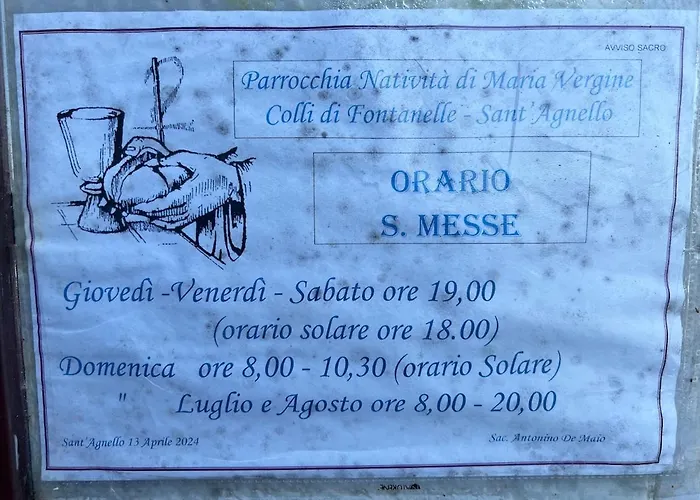 AVVISO SACRO
Parrocchia Natività di Maria Vergine
Colli di Fontanelle - Sant'Agnello
ORARIO
S. MESSE
Giovedì -Venerdì - Sabato ore 19,00
(orario solare ore 18.00)
Domenica ore 8,00 - 10,30 (orario Solare)
" Luglio e Agosto ore 8,00 - 20,00
Sant'Agnello 13 Aprile 2024 Sac. Antonino De Maio